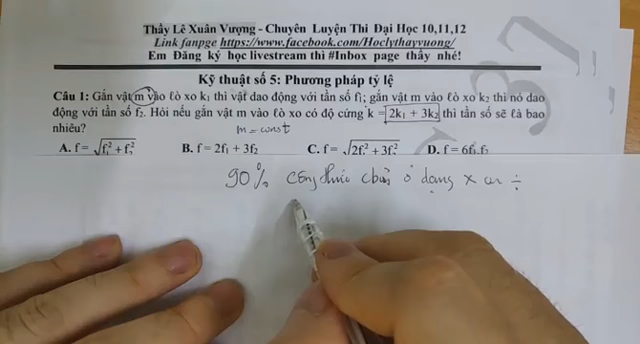 Thầy Lê Xuân Vượng - Chuyên Luyện Thi Đại Học 10,11,12
Link fanpge https://www.facebook.com/Hoclythayvuong/
Em Đăng ký học livestream thì #Inbox page thầy nhé!
Kỹ thuật số 5: Phương pháp tỷ lệ
Câu 1: Gắn vật m vào lò xo k₁ thì vật dao động với tần số f₁; gắn vật m vào lò xo k₂ thì nó dao
động với tần số f₂. Hỏi nếu gắn vật m vào lò xo có độ cứng k = 2k₁ + 3k₂ thì tần số sẽ là bao
nhiêu?
m = const
A. f = √(f₁² + f₂²) B. f = 2f₁ + 3f₂ C. f = √(2f₁² + 3f₂²) D. f = 6f₁f₂
90% công thức ở dạng x ÷